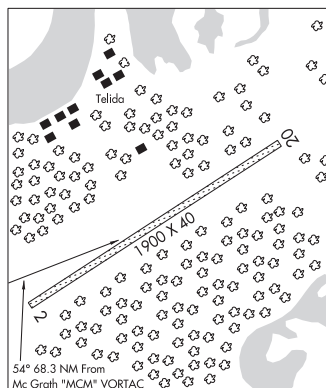 Telida
20
1900 X 40
2
54° 68.3 NM From
Mc Grath "MCM" VORTAC